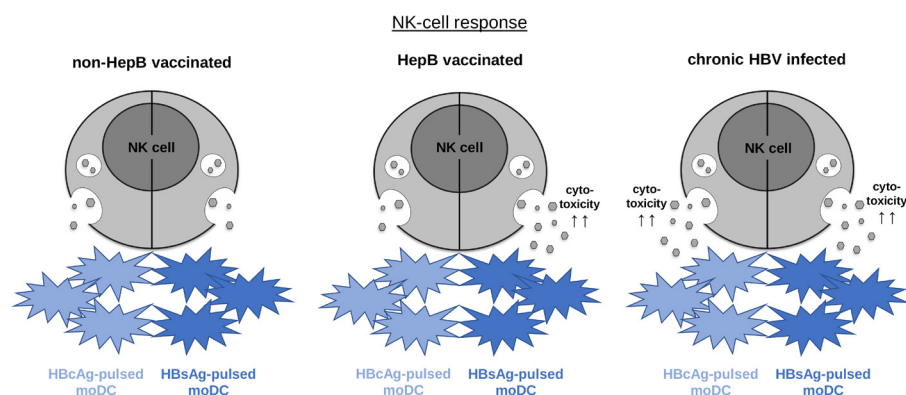 NK-cell response
non-HepB vaccinated
HepB vaccinated
chronic HBV infected
NK cell
NK cell
NK cell
cyto-
toxicity
↑↑
cyto-
toxicity
↑↑
cyto-
toxicity
↑↑
HBcAg-pulsed
moDC
HBsAg-pulsed
moDC
HBcAg-pulsed
moDC
HBsAg-pulsed
moDC
HBcAg-pulsed
moDC
HBsAg-pulsed
moDC